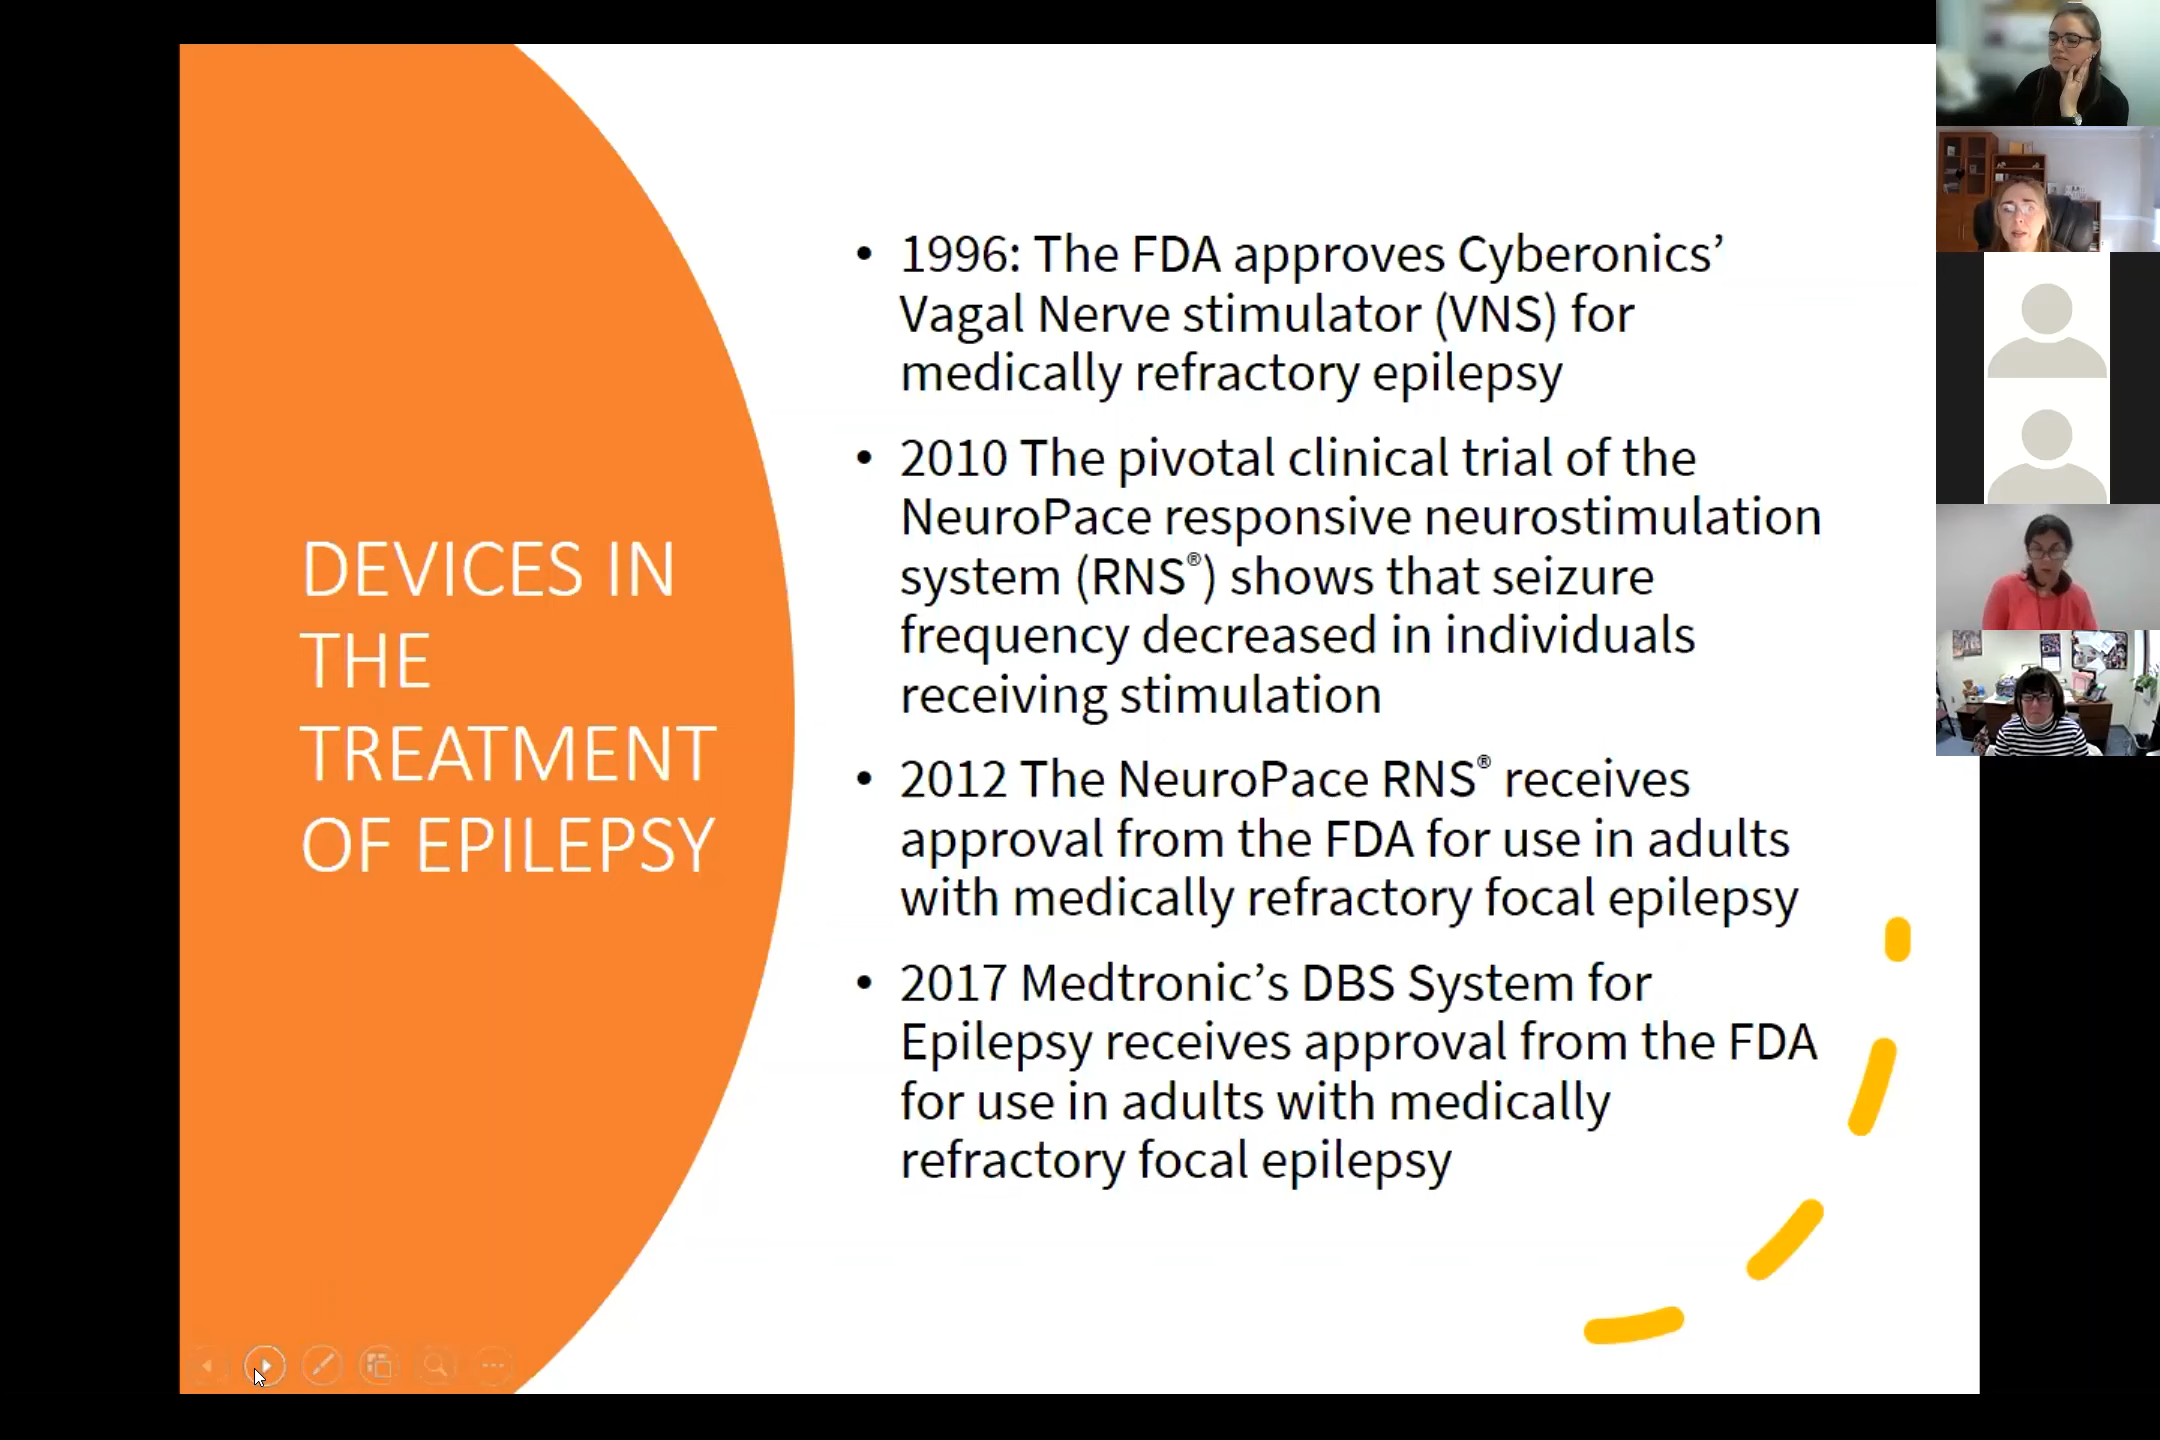 DEVICES IN
THE
TREATMENT
OF EPILEPSY
• 1996: The FDA approves Cyberonics’
Vagal Nerve stimulator (VNS) for
medically refractory epilepsy
• 2010 The pivotal clinical trial of the
NeuroPace responsive neurostimulation
system (RNS®) shows that seizure
frequency decreased in individuals
receiving stimulation
• 2012 The NeuroPace RNS® receives
approval from the FDA for use in adults
with medically refractory focal epilepsy
• 2017 Medtronic’s DBS System for
Epilepsy receives approval from the FDA
for use in adults with medically
refractory focal epilepsy